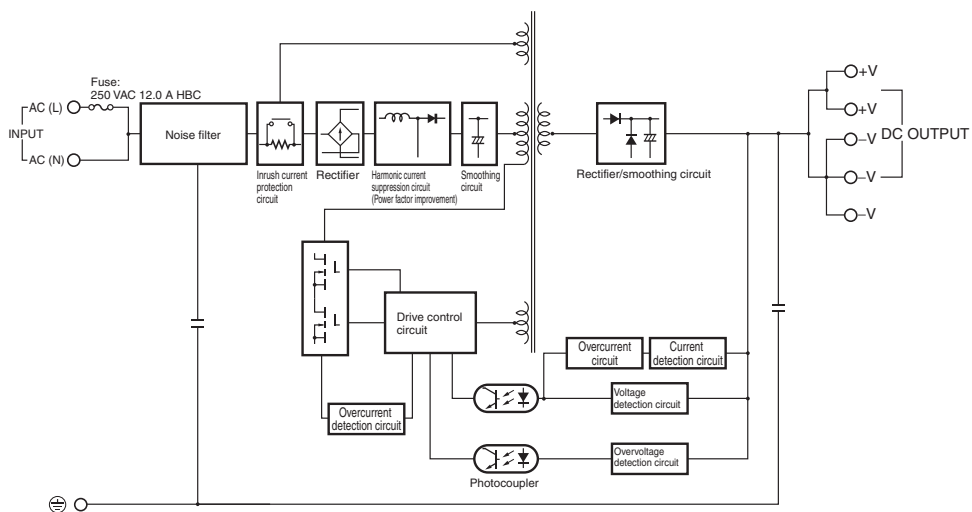 Fuse:
250 VAC 12.0 A HBC
AC (L)
INPUT
AC (N)
Noise filter
Inrush current
protection
circuit
Rectifier
Harmonic current
suppression circuit
(Power factor improvement)
Smoothing
circuit
Rectifier/smoothing circuit
+V
+V
DC OUTPUT
–V
–V
–V
Drive control
circuit
Overcurrent
detection circuit
Overcurrent
circuit
Current
detection circuit
Voltage
detection circuit
Overvoltage
detection circuit
Photocoupler